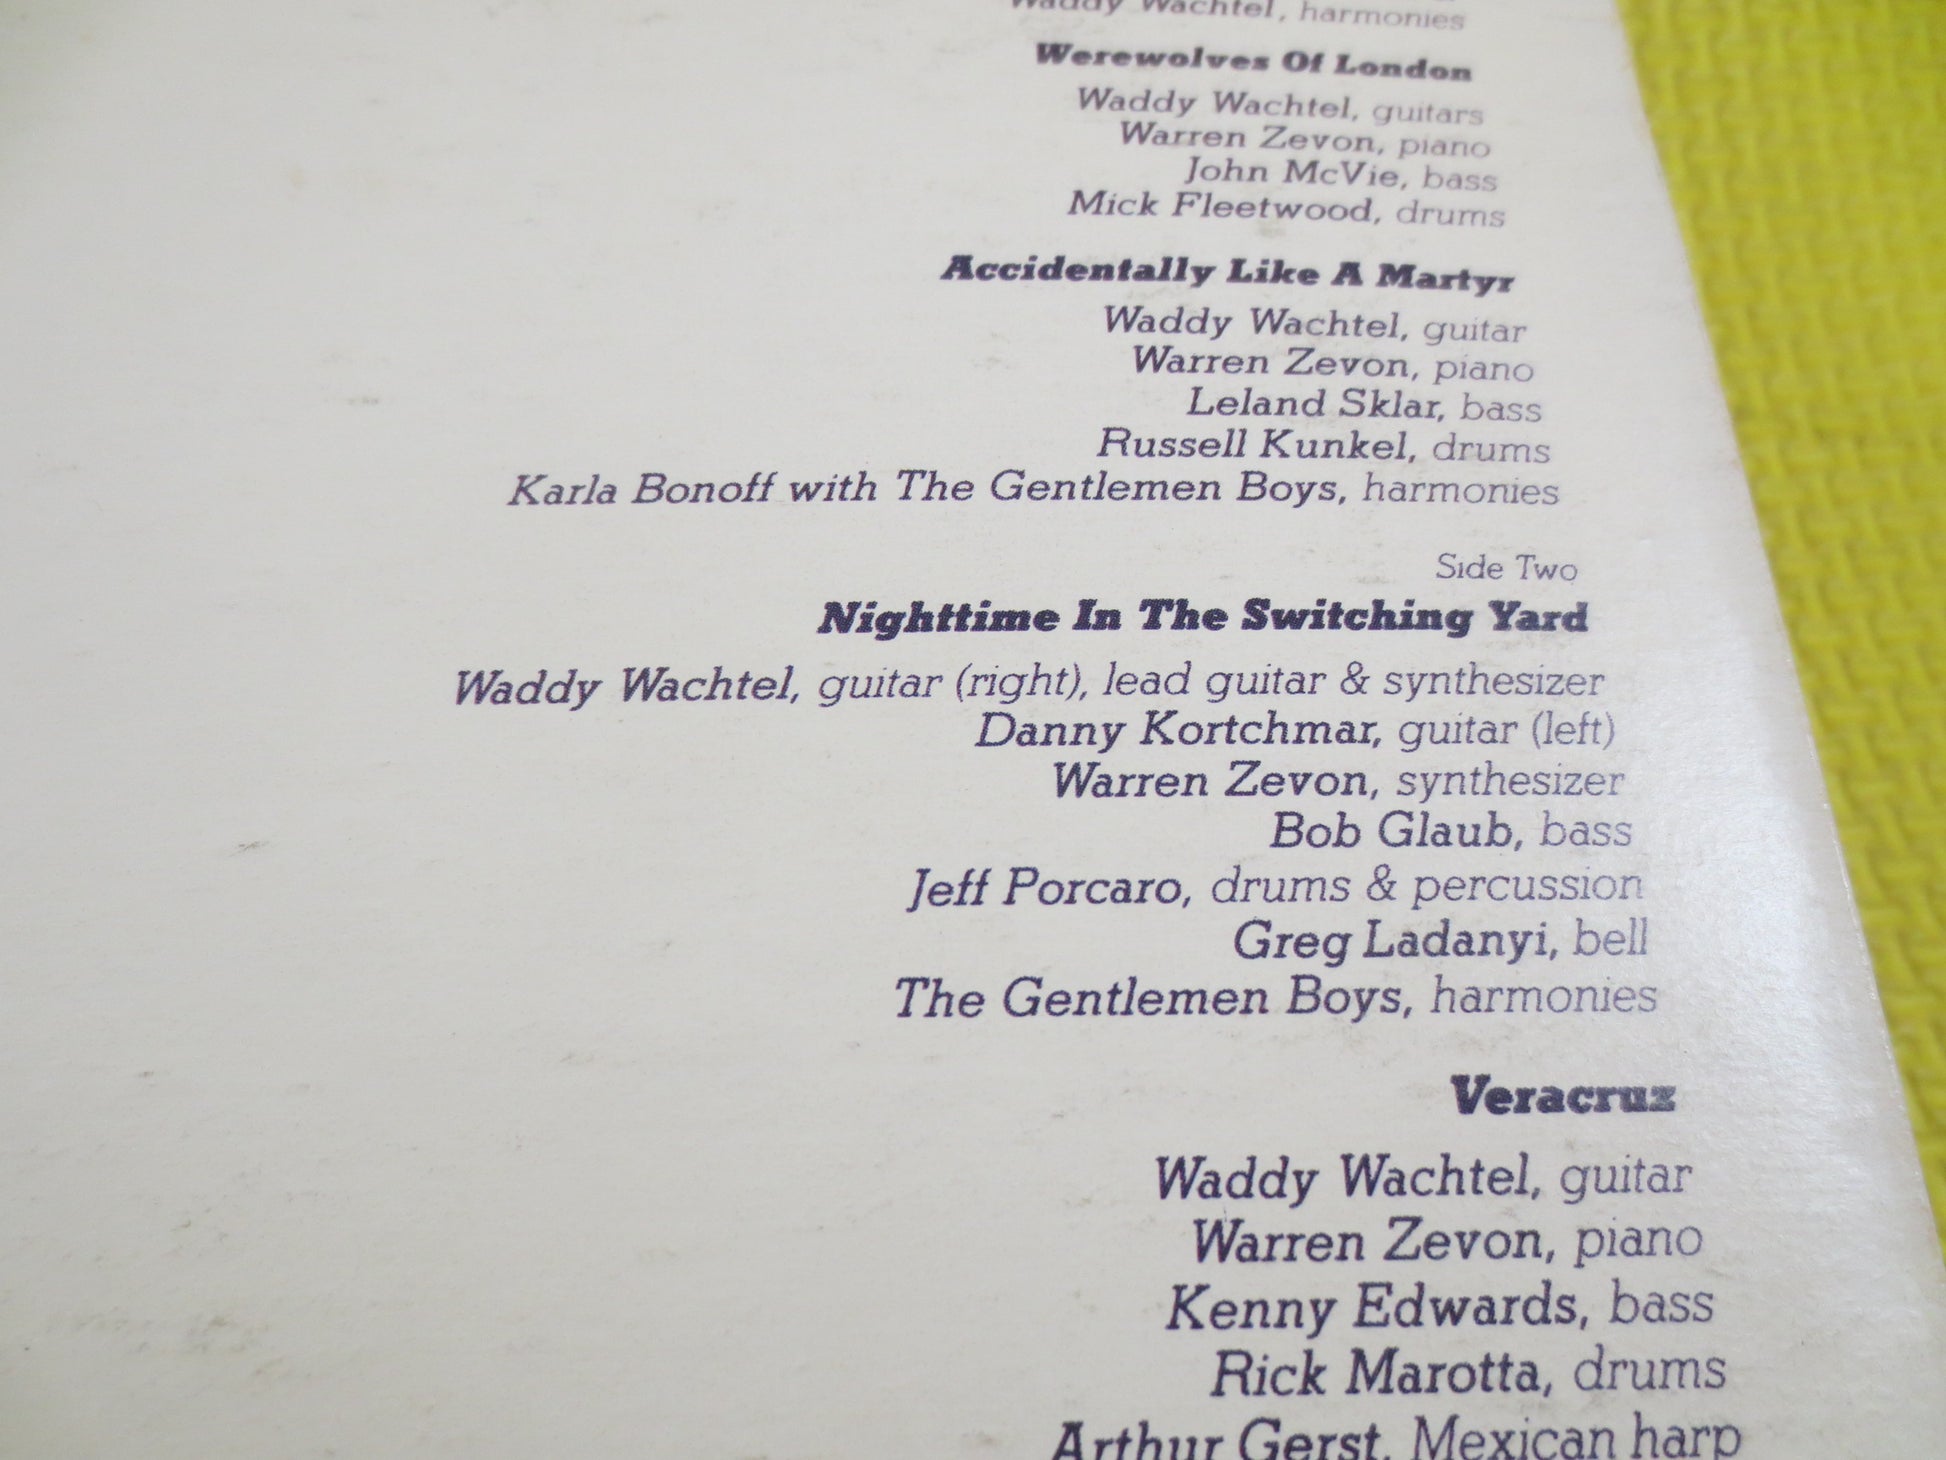 Waddy Wachtel, harmonies
Werewolves Of London
Waddy Wachtel, guitars
Warren Zevon, piano
John McVie, bass
Mick Fleetwood, drums
Accidentally Like A Martyr
Waddy Wachtel, guitar
Warren Zevon, piano
Leland Sklar, bass
Russell Kunkel, drums
Karla Bonoff with The Gentlemen Boys, harmonies
Side Two
Nighttime In The Switching Yard
Waddy Wachtel, guitar (right), lead guitar & synthesizer
Danny Kortchmar, guitar (left)
Warren Zevon, synthesizer
Bob Glaub, bass
Jeff Porcaro, drums & percussion
Greg Ladanyi, bell
The Gentlemen Boys, harmonies
Veracruz
Waddy Wachtel, guitar
Warren Zevon, piano
Kenny Edwards, bass
Rick Marotta, drums
Arthur Gerst, Mexican harp